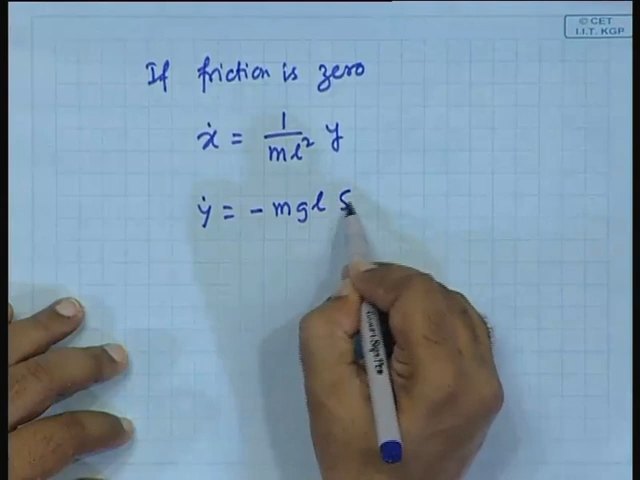 © CET
I.I.T. KGP
If friction is zero
ẋ = 1/ml² y
ẏ = - mgl S